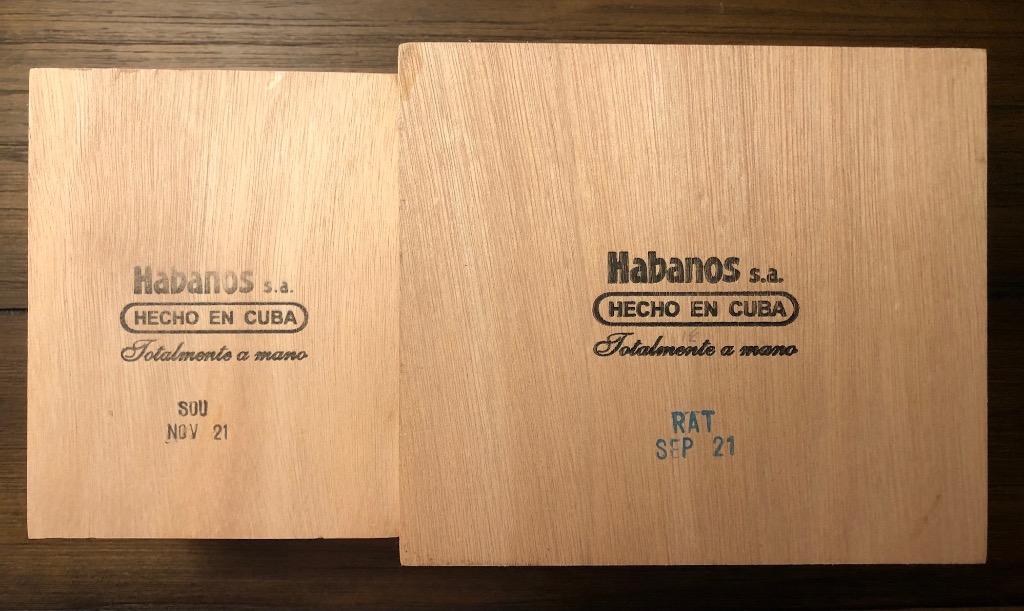 Habanos s.a.
HECHO EN CUBA
Totalmente a mano
SOU
NOV 21
Habanos s.a.
HECHO EN CUBA
Totalmente a mano
RAT
SEP 21